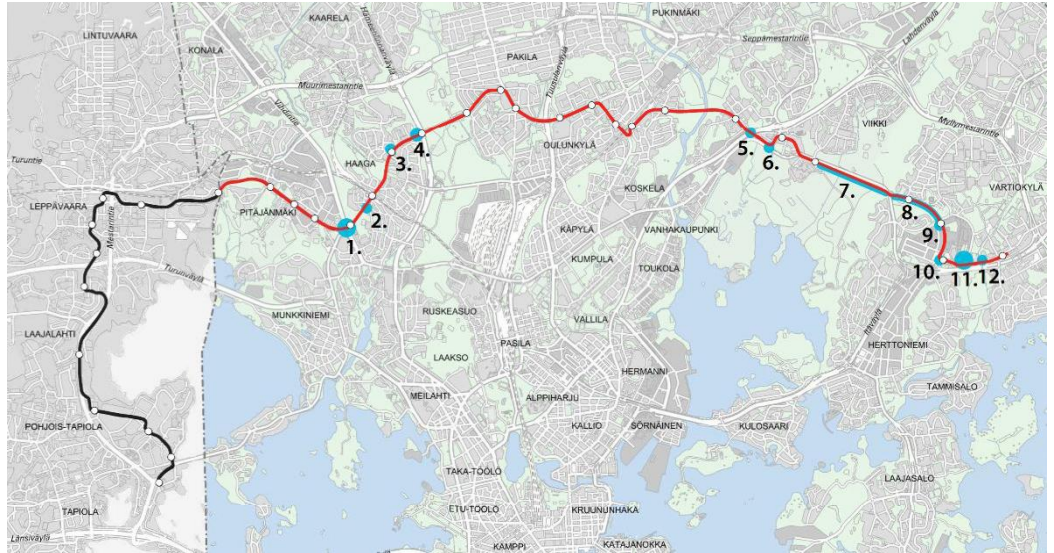 LINTUVAARA
KAARELA
Hämeenlinnanväylä
PUKINMÄKI
Seppämestarintie
Lahdenväylä
KONALA
PAKILA
Tuusulanväylä
Muurimestarintie
Vihdintie
VIIKKI
Myllymestarintie
Turuntie
HAAGA
3.
4.
OULUNKYLÄ
5.
6.
KOSKELA
7.
VARTIOKYLÄ
LEPPÄVAARA
Mestarintie
PITÄJÄNMÄKI
2.
1.
KÄPYLÄ
VANHAKAUPUNKI
8.
9.
KUMPULA
TOUKOLA
10.
11.
12.
Turunväylä
MUNKKINIEMI
RUSKEASUO
VALLILA
Itäväylä
LAAJALAHTI
PASILA
LAAKSO
HERMANNI
HERTTONIEMI
MEILAHTI
ALPPIHARJU
TAMMISALO
POHJOIS-TAPIOLA
KALLIO
SÖRNÄINEN
KULOSAARI
TAKA-TÖÖLÖ
LAAJASALO
TAPIOLA
ETU-TÖÖLÖ
KRUUNUNHAKA
Länsiväylä
KAMPPI
KATAJANOKKA